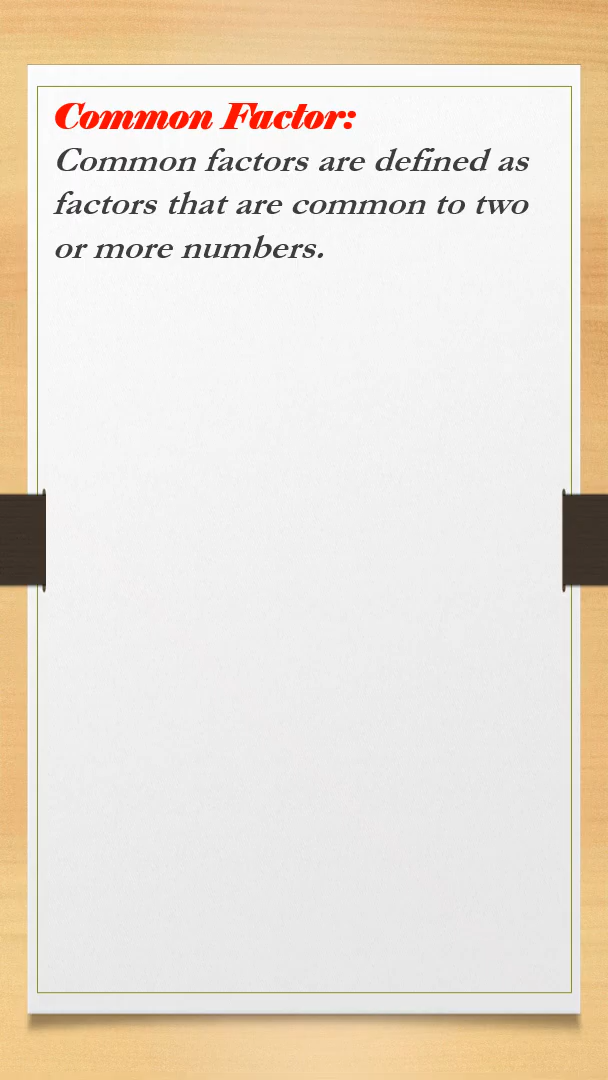 Common Factor:
Common factors are defined as
factors that are common to two
or more numbers.